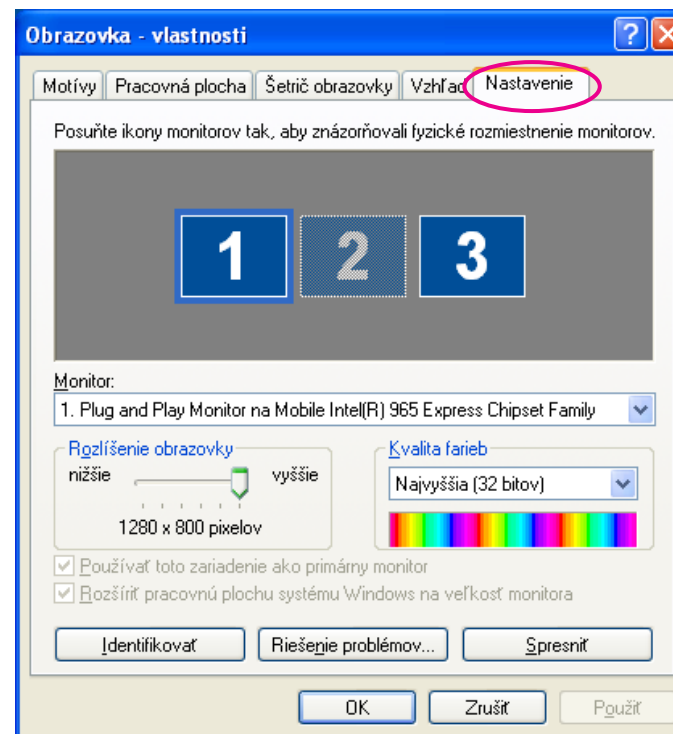 Obrazovka - vlastnosti
Motívy Pracovná plocha Šetrič obrazovky Vzhľad Nastavenie
Posuňte ikony monitorov tak, aby znázorňovali fyzické rozmiestnenie monitorov.
1 2 3
Monitor:
1. Plug and Play Monitor na Mobile Intel(R) 965 Express Chipset Family
Rozlíšenie obrazovky Kvalita farieb
nižšie vyššie Najvyššia (32 bitov)
1280 x 800 pixelov
Používať toto zariadenie ako primárny monitor
Rozšíriť pracovnú plochu systému Windows na veľkosť monitora
Identifikovať Riešenie problémov... Spresniť
OK Zrušiť Použiť